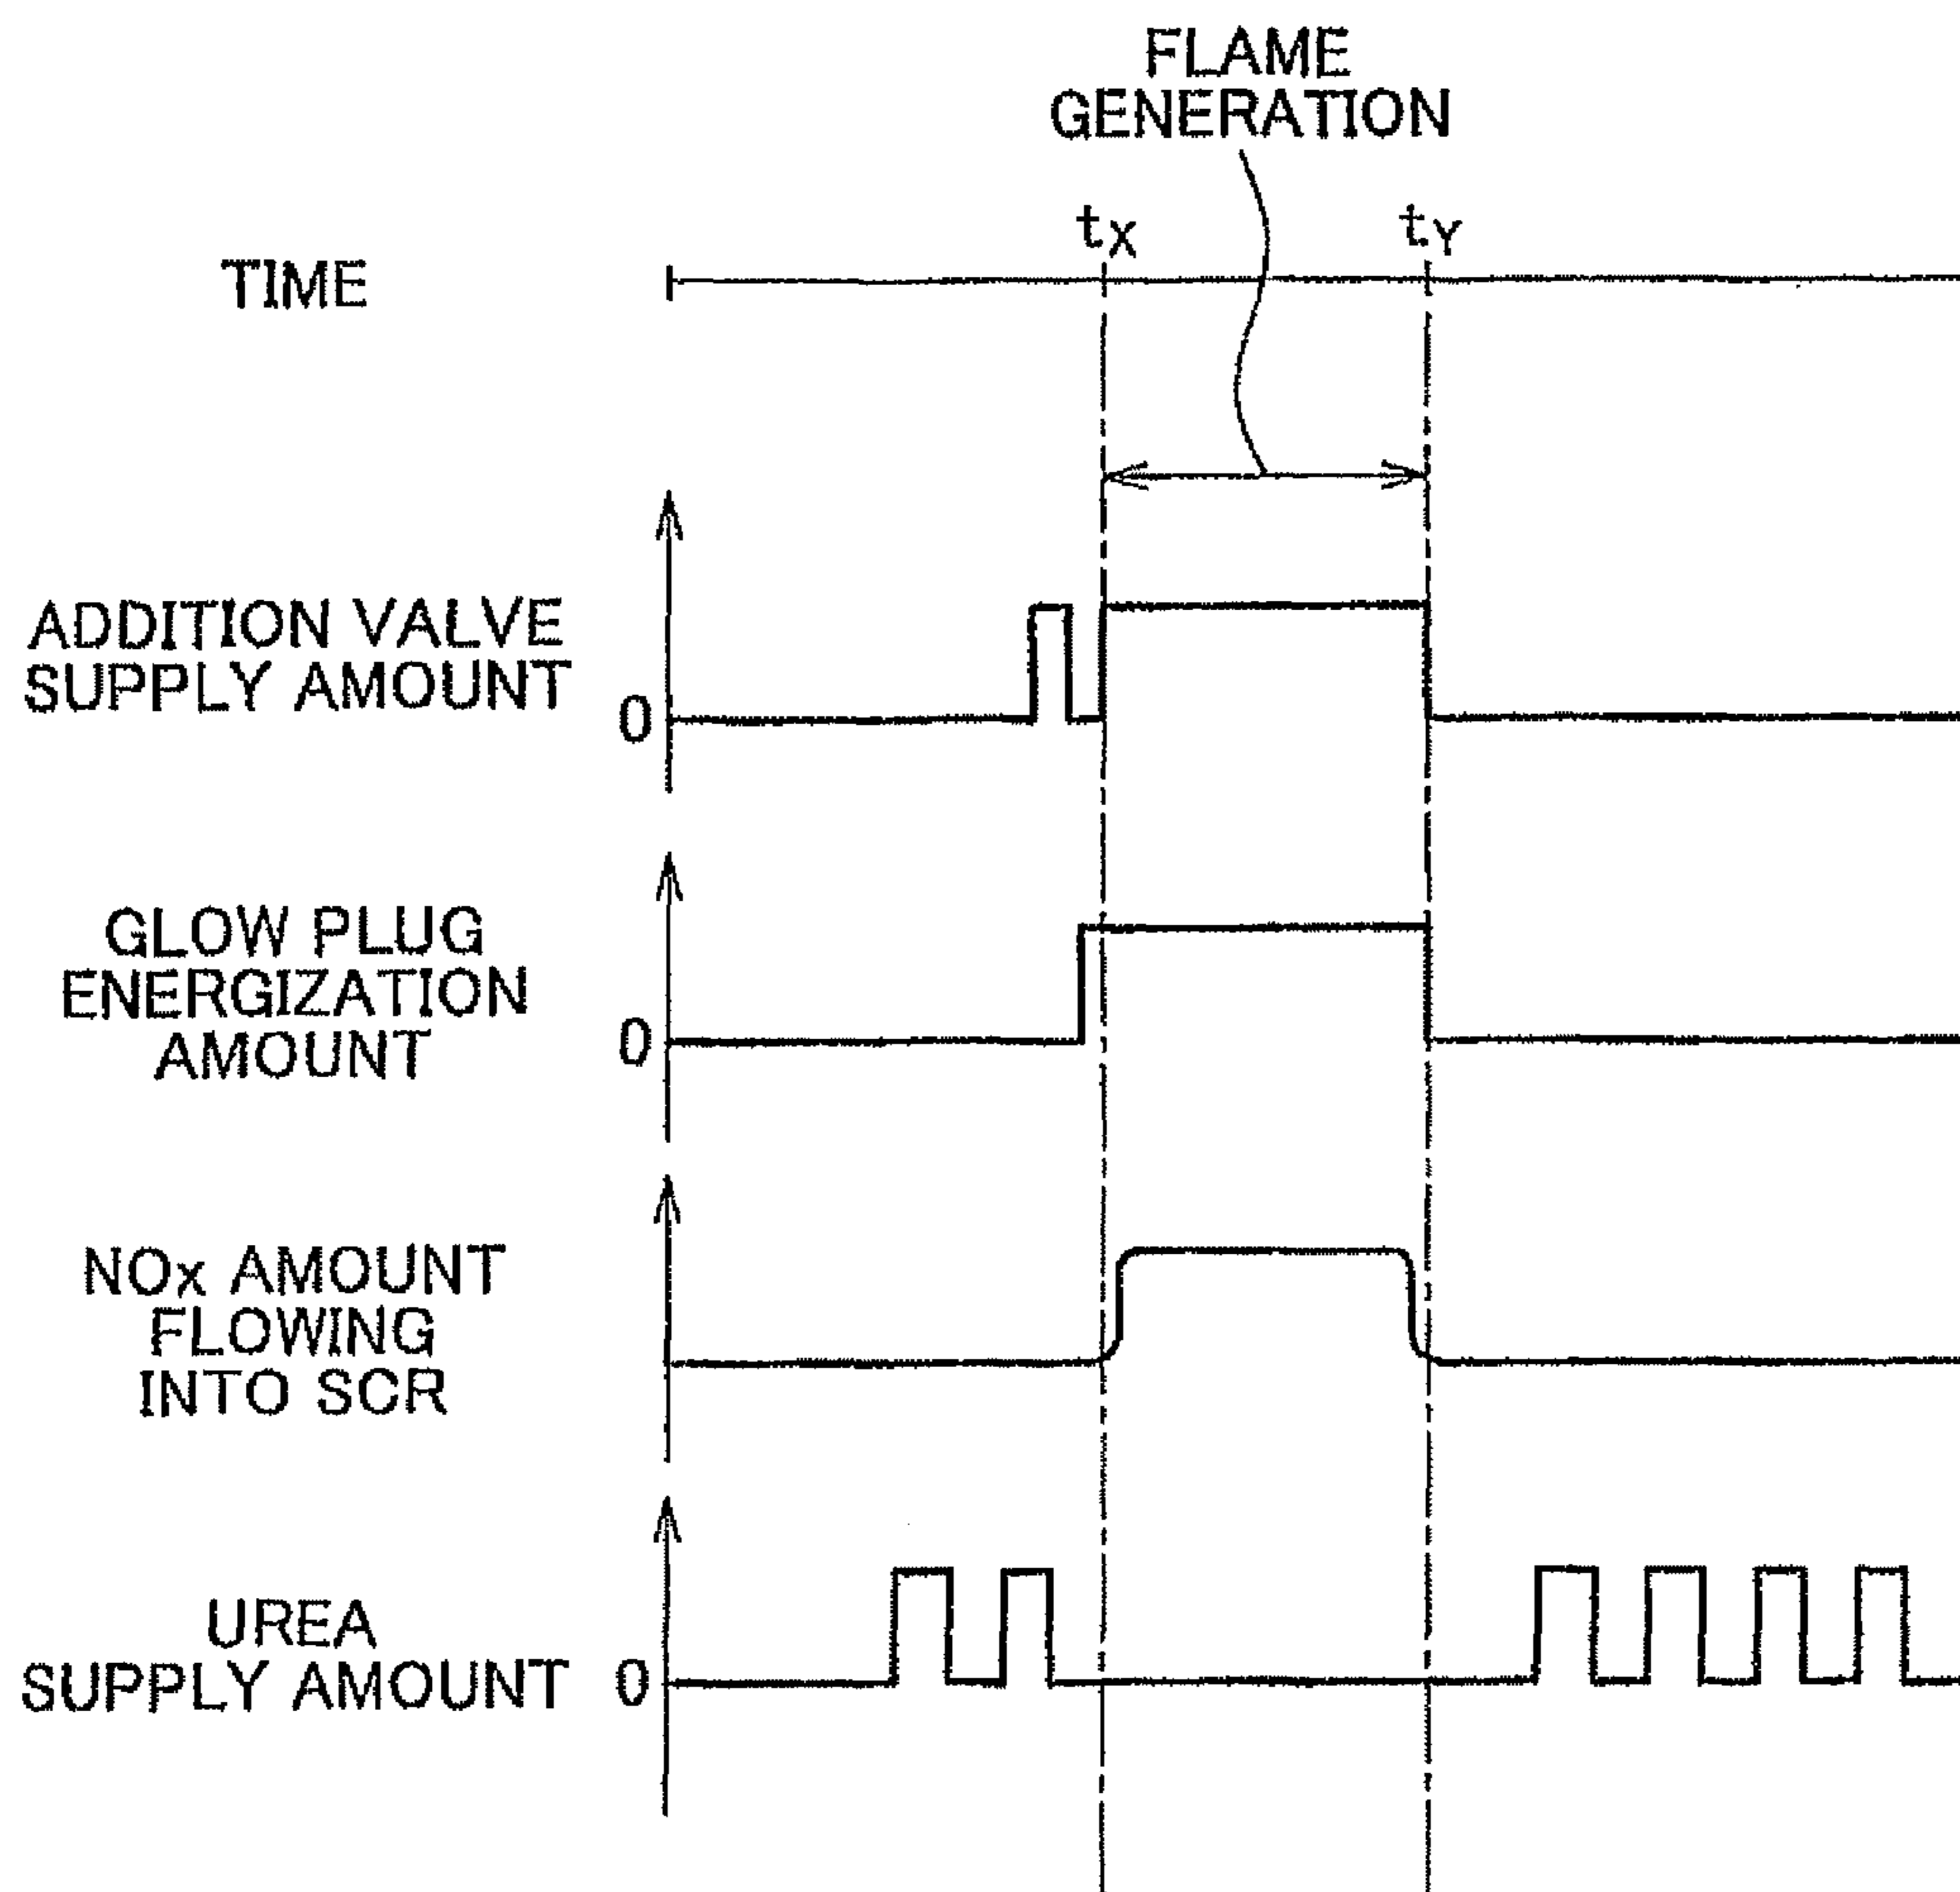 FLAME
GENERATION
tX
tY
TIME
ADDITION VALVE
SUPPLY AMOUNT
0
GLOW PLUG
ENERGIZATION
AMOUNT
0
NOx AMOUNT
FLOWING
INTO SCR
UREA
SUPPLY AMOUNT
0